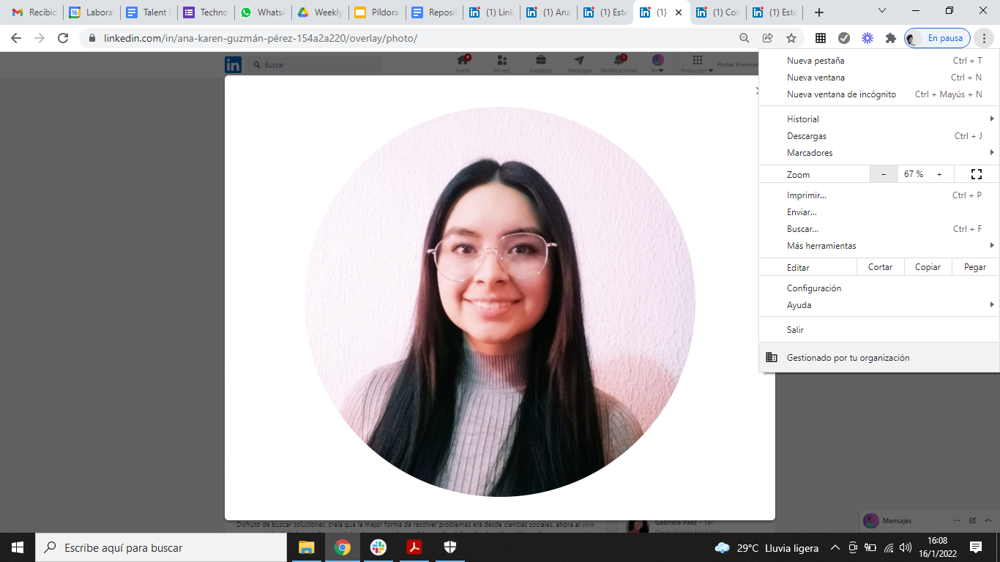 Recibid
Laborat
Talent F
Techno
WhatsA
Weekly
Píldora
Reposit
(1) Link
(1) Ana
(1) Este
(1)
(1) Cor
(1) Este
linkedin.com/in/ana-karen-guzmán-pérez-154a2a220/overlay/photo/
En pausa
in Buscar
Inicio
Mi red
Empleos
Mensajes
Notificaciones
Yo
Productos
Probar Premium
Nueva pestaña Ctrl + T
Nueva ventana Ctrl + N
Nueva ventana de incógnito Ctrl + Mayús + N
Historial
Descargas Ctrl + J
Marcadores
Zoom − 67 % +
Imprimir... Ctrl + P
Enviar...
Buscar... Ctrl + F
Más herramientas
Editar Cortar Copiar Pegar
Configuración
Ayuda
Salir
Gestionado por tu organización
Disfruto de buscar soluciones, creía que la mejor forma de resolver problemas era desde ciencias sociales, ahora al vivir
Gabriela Páez • 1er
Mensajes
Escribe aquí para buscar
29°C Lluvia ligera
16:08
16/1/2022